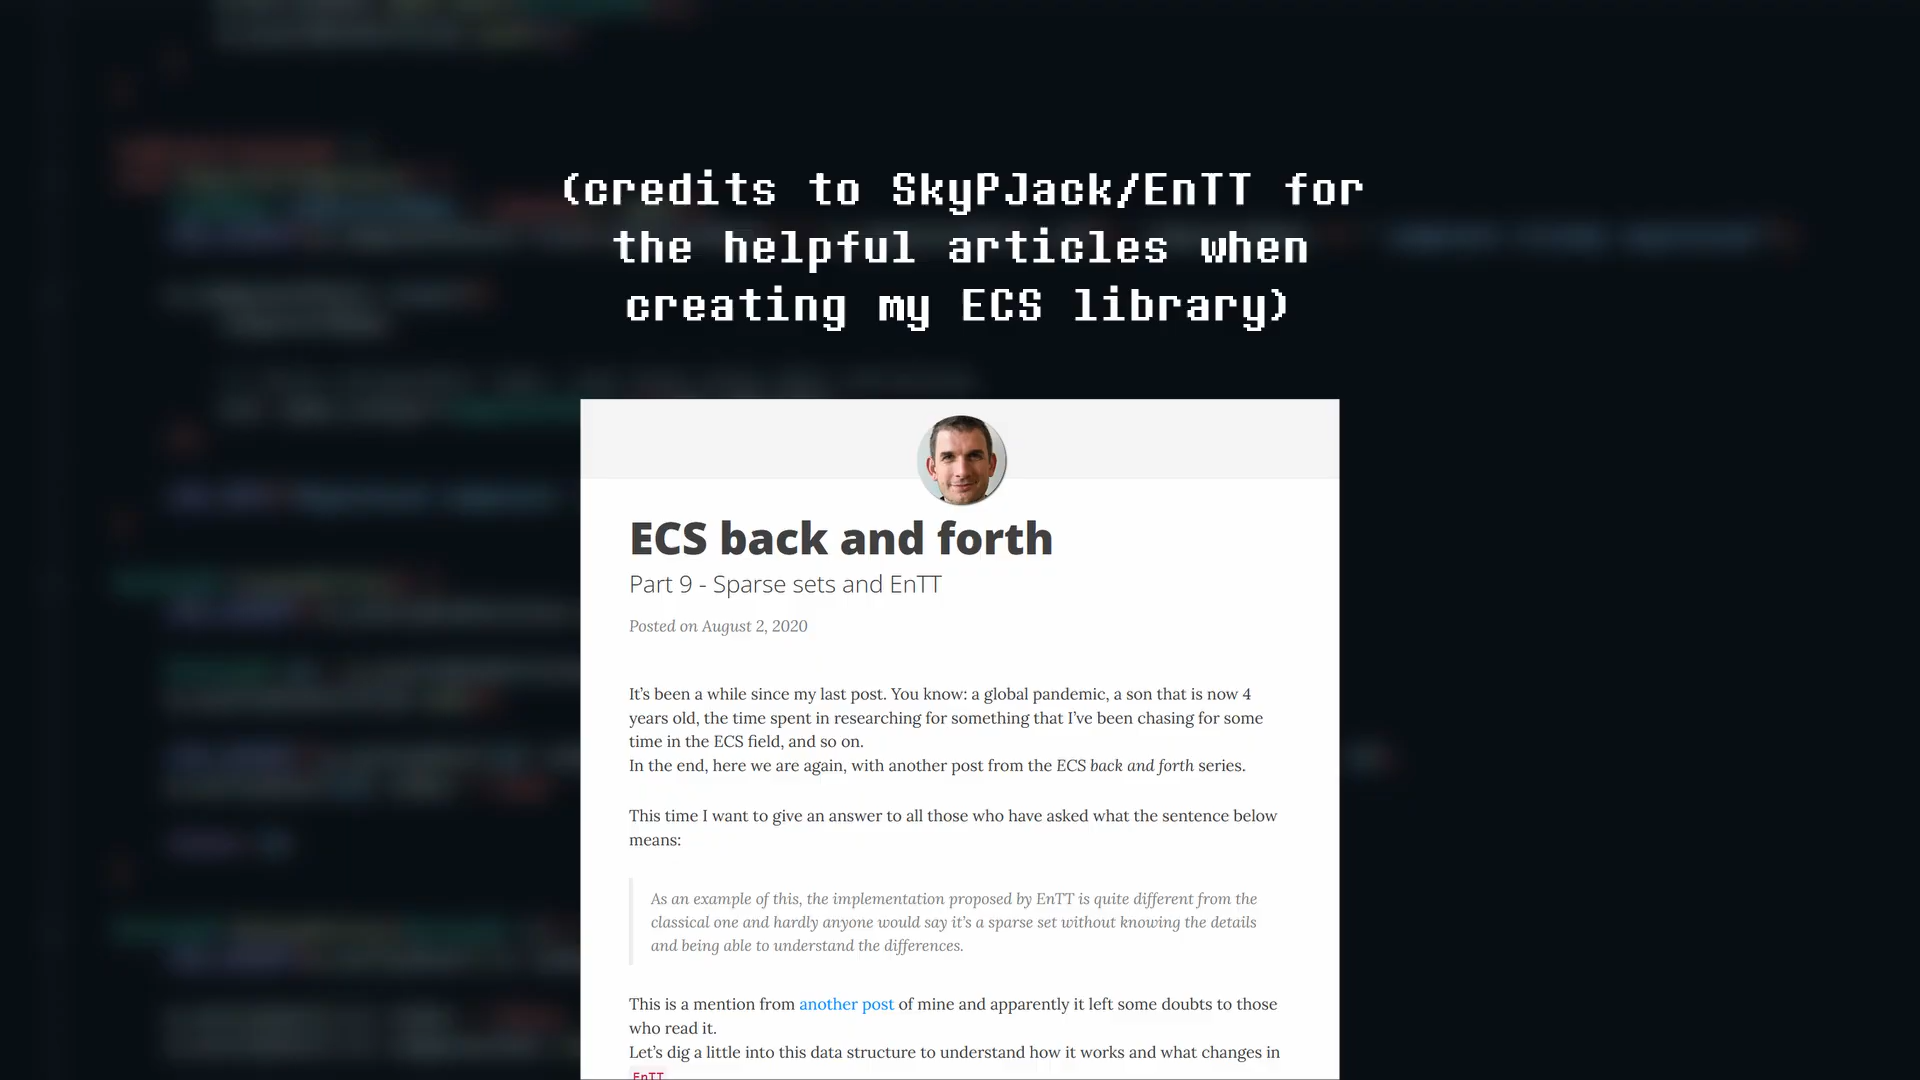 (credits to SkyPJack/EnTT for
the helpful articles when
creating my ECS library)
ECS back and forth
Part 9 - Sparse sets and EnTT
Posted on August 2, 2020
It’s been a while since my last post. You know: a global pandemic, a son that is now 4
years old, the time spent in researching for something that I’ve been chasing for some
time in the ECS field, and so on.
In the end, here we are again, with another post from the ECS back and forth series.
This time I want to give an answer to all those who have asked what the sentence below
means:
As an example of this, the implementation proposed by EnTT is quite different from the
classical one and hardly anyone would say it’s a sparse set without knowing the details
and being able to understand the differences.
This is a mention from another post of mine and apparently it left some doubts to those
who read it.
Let’s dig a little into this data structure to understand how it works and what changes in
EnTT